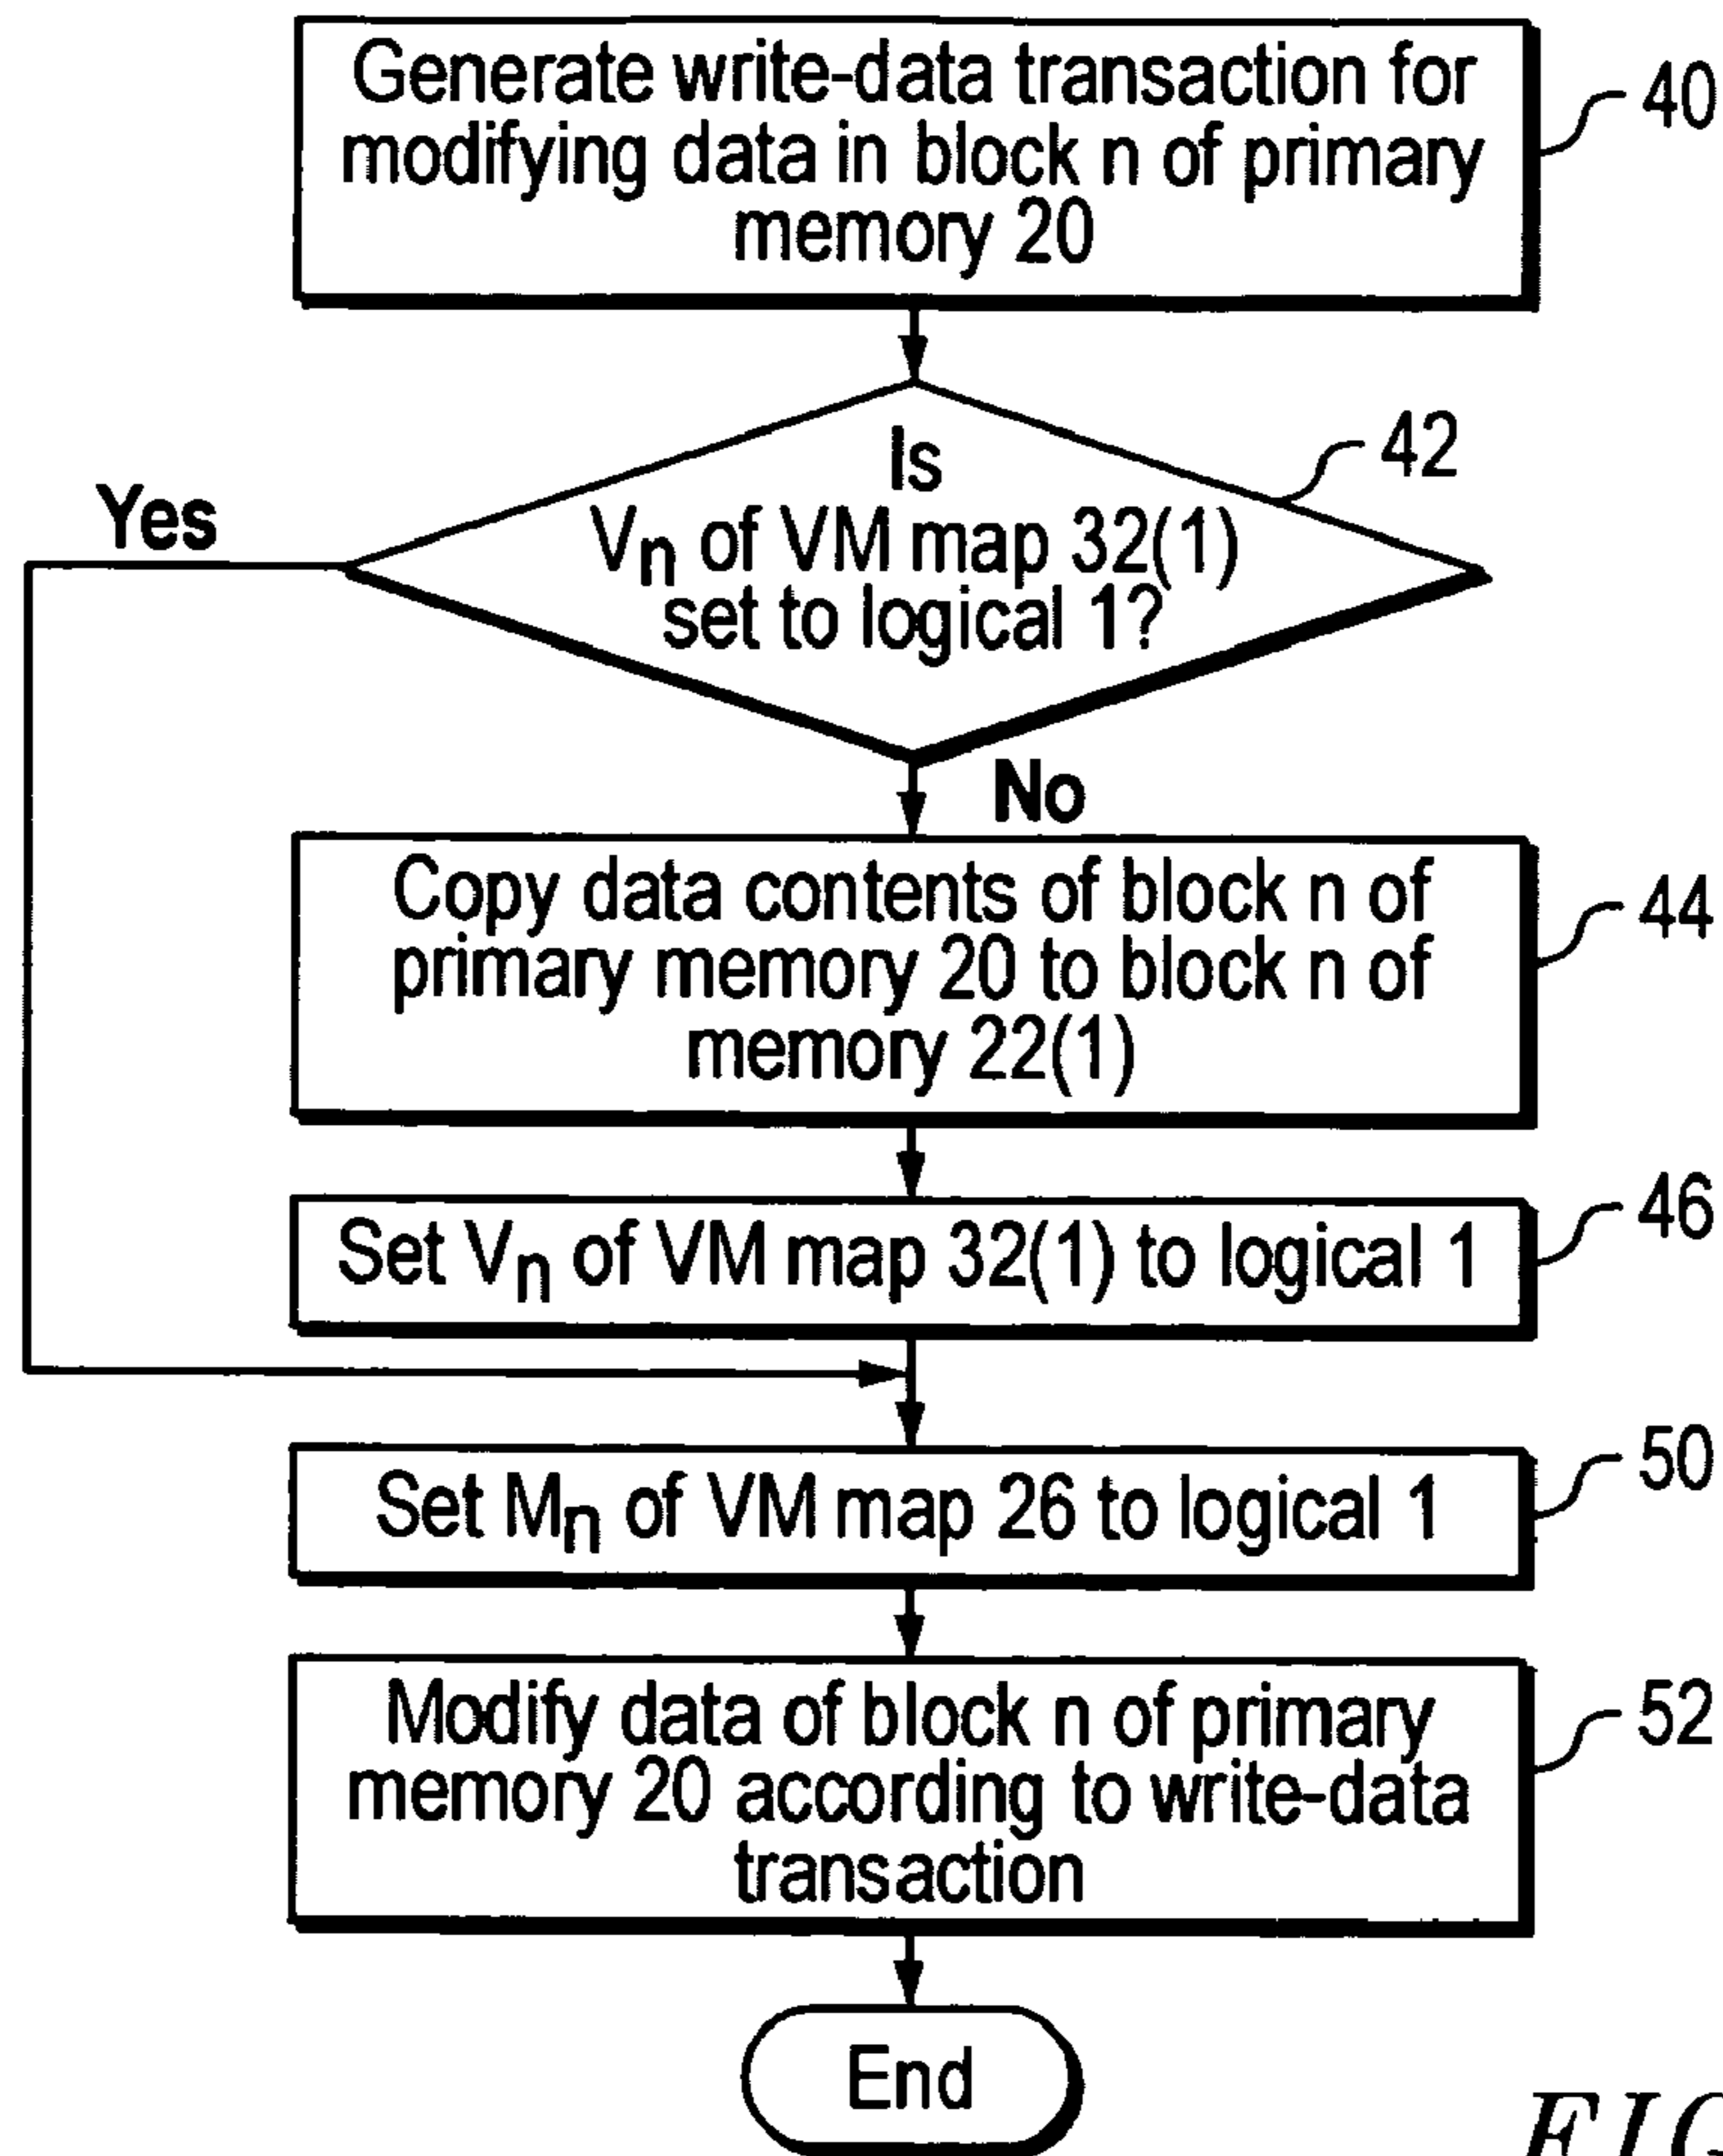 Generate write-data transaction for
modifying data in block n of primary
memory 20
40
Is
Vn of VM map 32(1)
set to logical 1?
42
Yes
No
Copy data contents of block n of
primary memory 20 to block n of
memory 22(1)
44
Set Vn of VM map 32(1) to logical 1
46
Set Mn of VM map 26 to logical 1
50
Modify data of block n of primary
memory 20 according to write-data
transaction
52
End